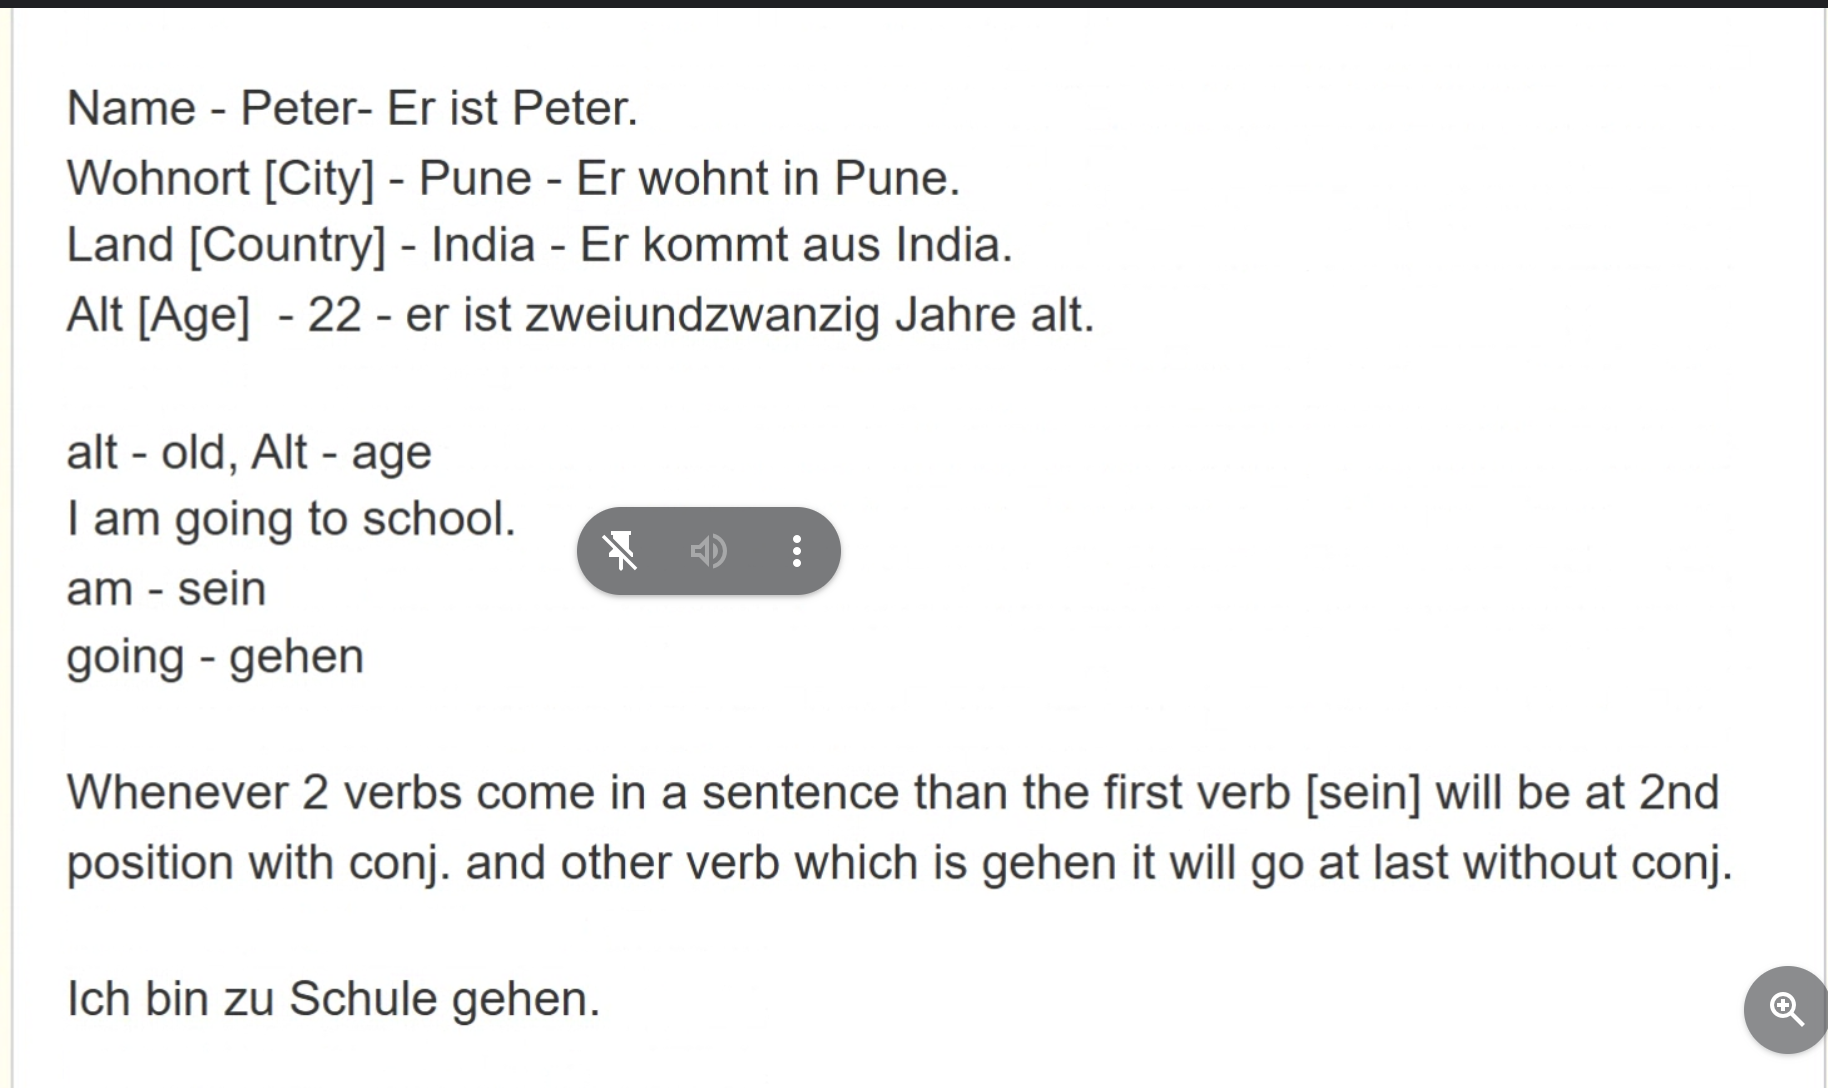 Name - Peter- Er ist Peter.
Wohnort [City] - Pune - Er wohnt in Pune.
Land [Country] - India - Er kommt aus India.
Alt [Age]  - 22 - er ist zweiundzwanzig Jahre alt.
alt - old, Alt - age
I am going to school.
am - sein
going - gehen
Whenever 2 verbs come in a sentence than the first verb [sein] will be at 2nd
position with conj. and other verb which is gehen it will go at last without conj.
Ich bin zu Schule gehen.